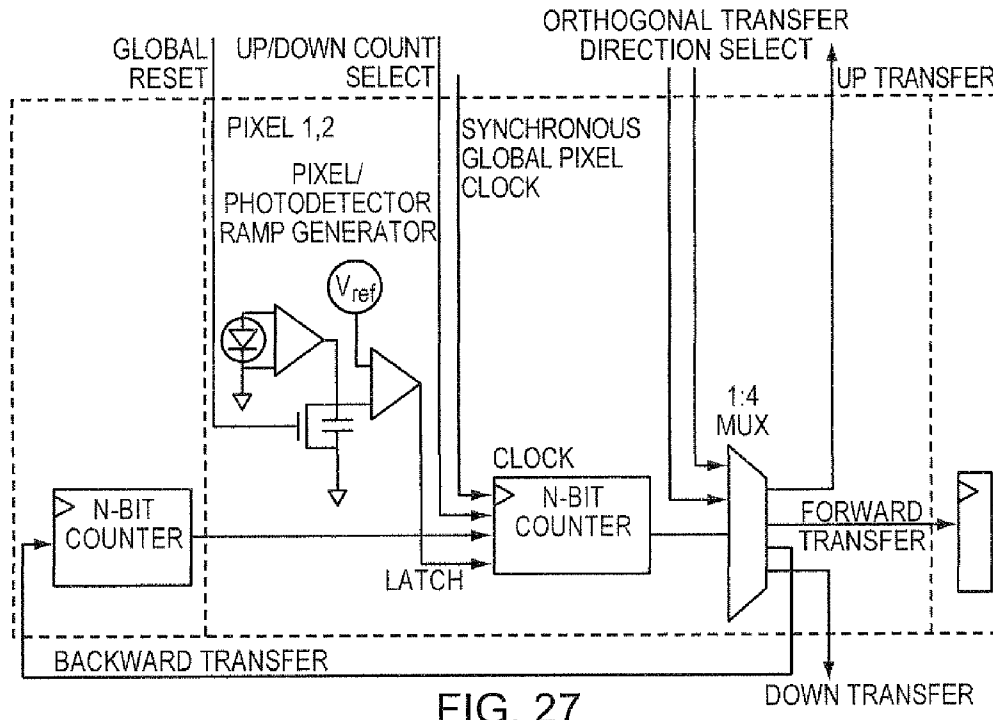 GLOBAL
RESET
UP/DOWN COUNT
SELECT
ORTHOGONAL TRANSFER
DIRECTION SELECT
UP TRANSFER
PIXEL 1,2
SYNCHRONOUS
GLOBAL PIXEL
CLOCK
PIXEL/
PHOTODETECTOR
RAMP GENERATOR
Vref
1:4
MUX
CLOCK
N-BIT
COUNTER
N-BIT
COUNTER
FORWARD
TRANSFER
LATCH
BACKWARD TRANSFER
DOWN TRANSFER
FIG. 27